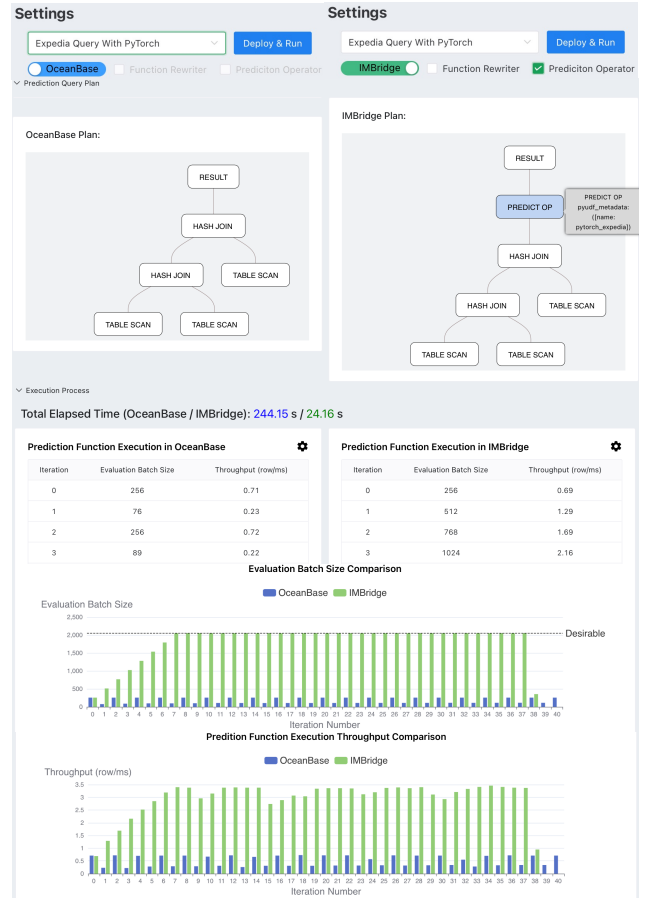 Settings
Expedia Query With PyTorch
Deploy & Run
OceanBase
Function Rewriter
Prediciton Operator
Prediction Query Plan
OceanBase Plan:
RESULT
HASH JOIN
HASH JOIN
TABLE SCAN
TABLE SCAN
TABLE SCAN
Settings
Expedia Query With PyTorch
Deploy & Run
IMBridge
Function Rewriter
Prediciton Operator
IMBridge Plan:
RESULT
PREDICT OP
PREDICT OP
pyudf_metadata:
([name:
pytorch_expedia])
HASH JOIN
HASH JOIN
TABLE SCAN
TABLE SCAN
TABLE SCAN
Execution Process
Total Elapsed Time (OceanBase / IMBridge): 244.15 s / 24.16 s
Prediction Function Execution in OceanBase
Iteration Evaluation Batch Size Throughput (row/ms)
0 256 0.71
1 76 0.23
2 256 0.72
3 89 0.22
Prediction Function Execution in IMBridge
Iteration Evaluation Batch Size Throughput (row/ms)
0 256 0.69
1 512 1.29
2 768 1.69
3 1024 2.16
Evaluation Batch Size Comparison
OceanBase IMBridge
Evaluation Batch Size
2,500
2,000
1,500
1,000
500
0
Desirable
0 1 2 3 4 5 6 7 8 9 10 11 12 13 14 15 16 17 18 19 20 21 22 23 24 25 26 27 28 29 30 31 32 33 34 35 36 37 38 39 40
Iteration Number
Predition Function Execution Throughput Comparison
OceanBase IMBridge
Throughput (row/ms)
3.5
3
2.5
2
1.5
1
0.5
0
0 1 2 3 4 5 6 7 8 9 10 11 12 13 14 15 16 17 18 19 20 21 22 23 24 25 26 27 28 29 30 31 32 33 34 35 36 37 38 39 40
Iteration Number